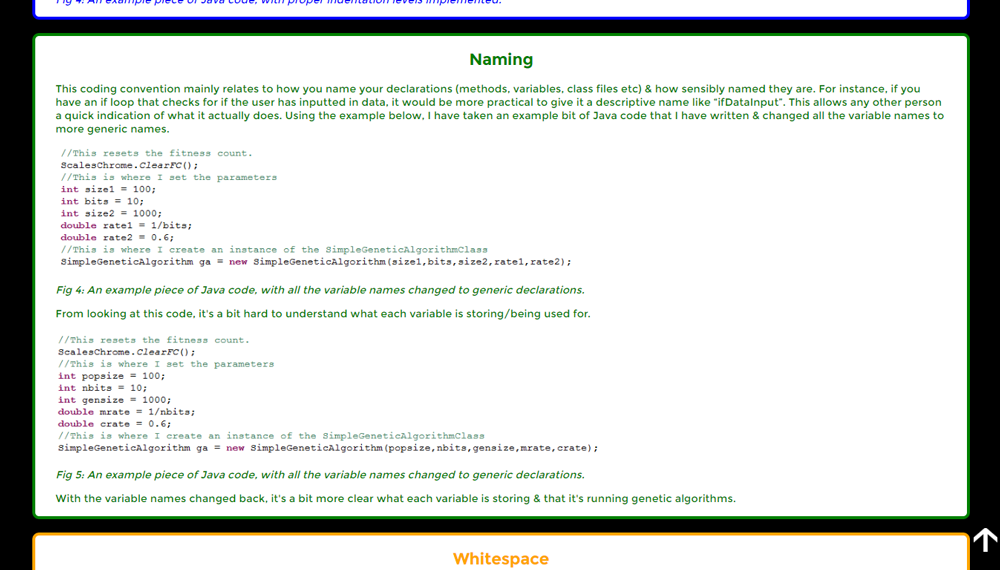 Fig 4: An example piece of Java code, with proper indentation levels implemented.
Naming
This coding convention mainly relates to how you name your declarations (methods, variables, class files etc) & how sensibly named they are. For instance, if you
have an if loop that checks for if the user has inputted in data, it would be more practical to give it a descriptive name like "ifDataInput". This allows any other person
a quick indication of what it actually does. Using the example below, I have taken an example bit of Java code that I have written & changed all the variable names to
more generic names.
//This resets the fitness count.
ScalesChrome.ClearFC();
//This is where I set the parameters
int size1 = 100;
int bits = 10;
int size2 = 1000;
double rate1 = 1/bits;
double rate2 = 0.6;
//This is where I create an instance of the SimpleGeneticAlgorithmClass
SimpleGeneticAlgorithm ga = new SimpleGeneticAlgorithm(size1,bits,size2,rate1,rate2);
Fig 4: An example piece of Java code, with all the variable names changed to generic declarations.
From looking at this code, it's a bit hard to understand what each variable is storing/being used for.
//This resets the fitness count.
ScalesChrome.ClearFC();
//This is where I set the parameters
int popsize = 100;
int nbits = 10;
int gensize = 1000;
double mrate = 1/nbits;
double crate = 0.6;
//This is where I create an instance of the SimpleGeneticAlgorithmClass
SimpleGeneticAlgorithm ga = new SimpleGeneticAlgorithm(popsize,nbits,gensize,mrate,crate);
Fig 5: An example piece of Java code, with all the variable names changed to generic declarations.
With the variable names changed back, it's a bit more clear what each variable is storing & that it's running genetic algorithms.
Whitespace